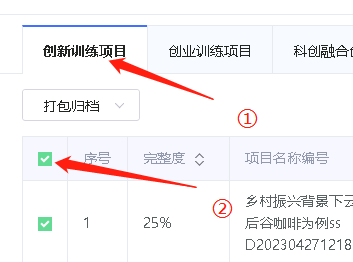 创新训练项目 创业训练项目 科创融合
打包归档
①
序号 完整度 项目名称编号
②
乡村振兴背景下云
1 25% 后谷咖啡为例ss
D202304271218